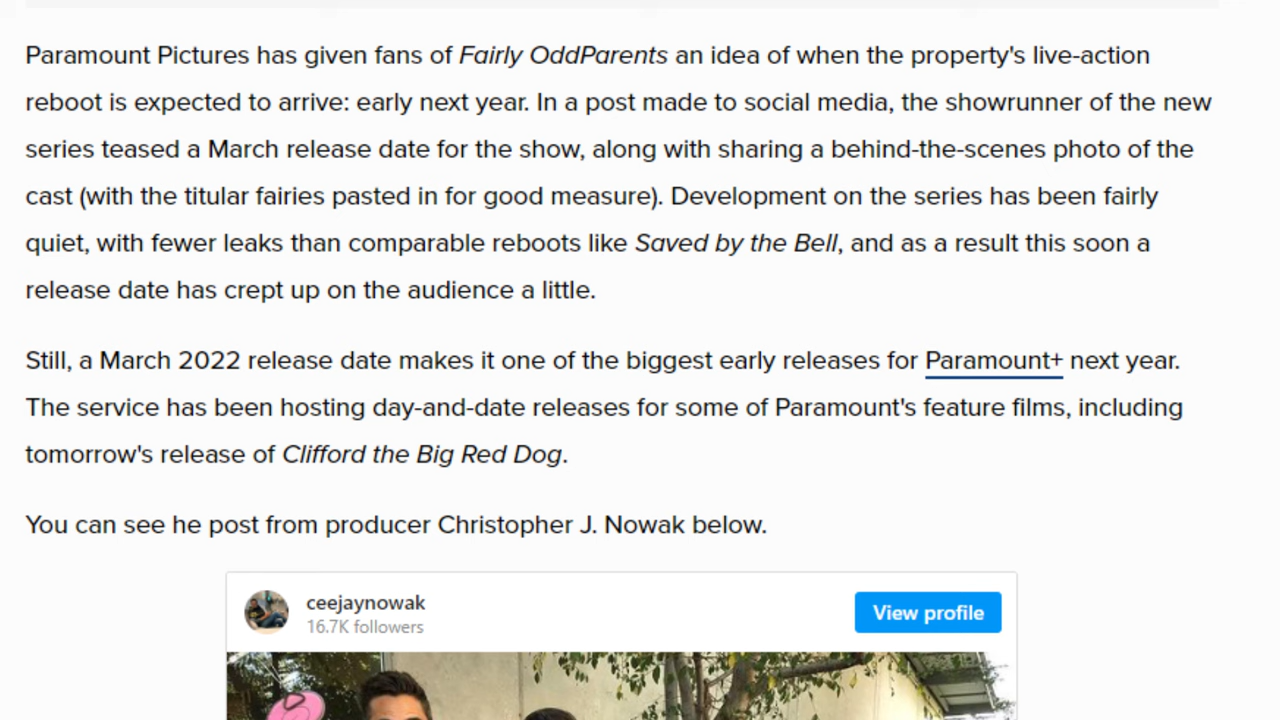 Paramount Pictures has given fans of Fairly OddParents an idea of when the property's live-action
reboot is expected to arrive: early next year. In a post made to social media, the showrunner of the new
series teased a March release date for the show, along with sharing a behind-the-scenes photo of the
cast (with the titular fairies pasted in for good measure). Development on the series has been fairly
quiet, with fewer leaks than comparable reboots like Saved by the Bell, and as a result this soon a
release date has crept up on the audience a little.
Still, a March 2022 release date makes it one of the biggest early releases for Paramount+ next year.
The service has been hosting day-and-date releases for some of Paramount's feature films, including
tomorrow's release of Clifford the Big Red Dog.
You can see he post from producer Christopher J. Nowak below.
ceejaynowak
16.7K followers
View profile